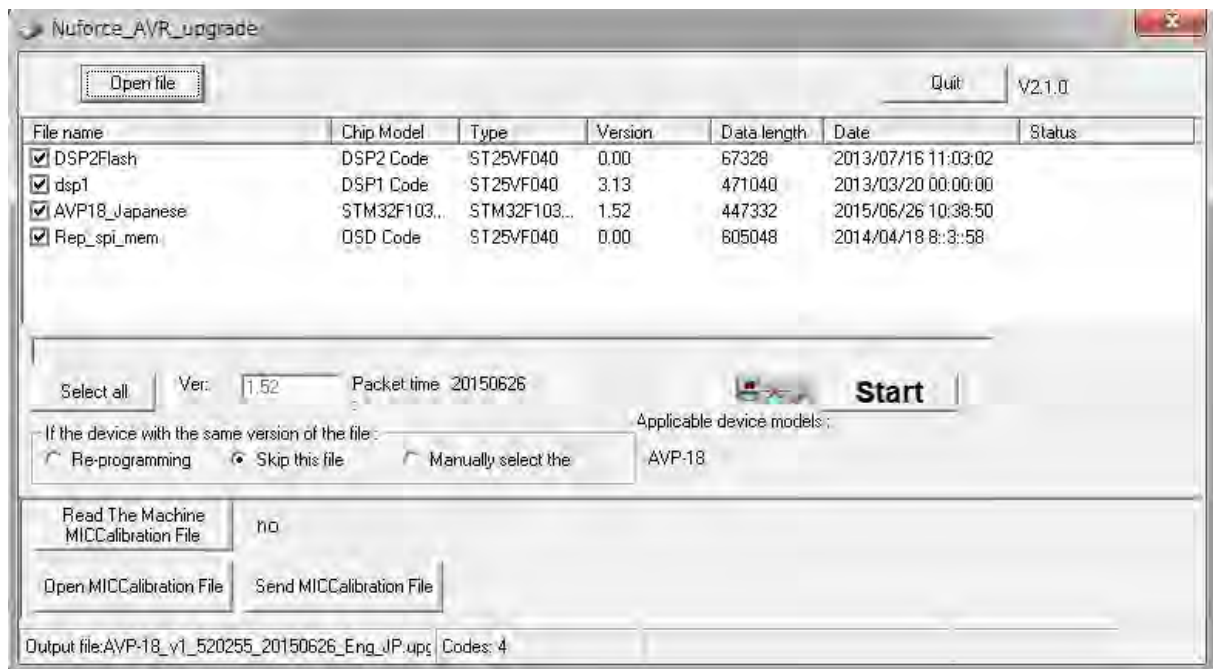 Nuforce_AVR_upgrade
Open file Quit V2.1.0
File name Chip Model Type Version Data length Date Status
DSP2Flash DSP2 Code ST25VF040 0.00 67328 2013/07/16 11:03:02
dsp1 DSP1 Code ST25VF040 3.13 471040 2013/03/20 00:00:00
AVP18_Japanese STM32F103... STM32F103... 1.52 447332 2015/06/26 10:38:50
Rep_spi_mem OSD Code ST25VF040 0.00 605048 2014/04/18 8::3::58
Select all Ver: 1.52 Packet time 20150626 Start
:
If the device with the same version of the file : Applicable device models :
Re-programming Skip this file Manually select the AVP-18
Read The Machine
MICCalibration File no
Open MICCalibration File Send MICCalibration File
Output file:AVP-18_v1_520255_20150626_Eng_JP.upg Codes: 4